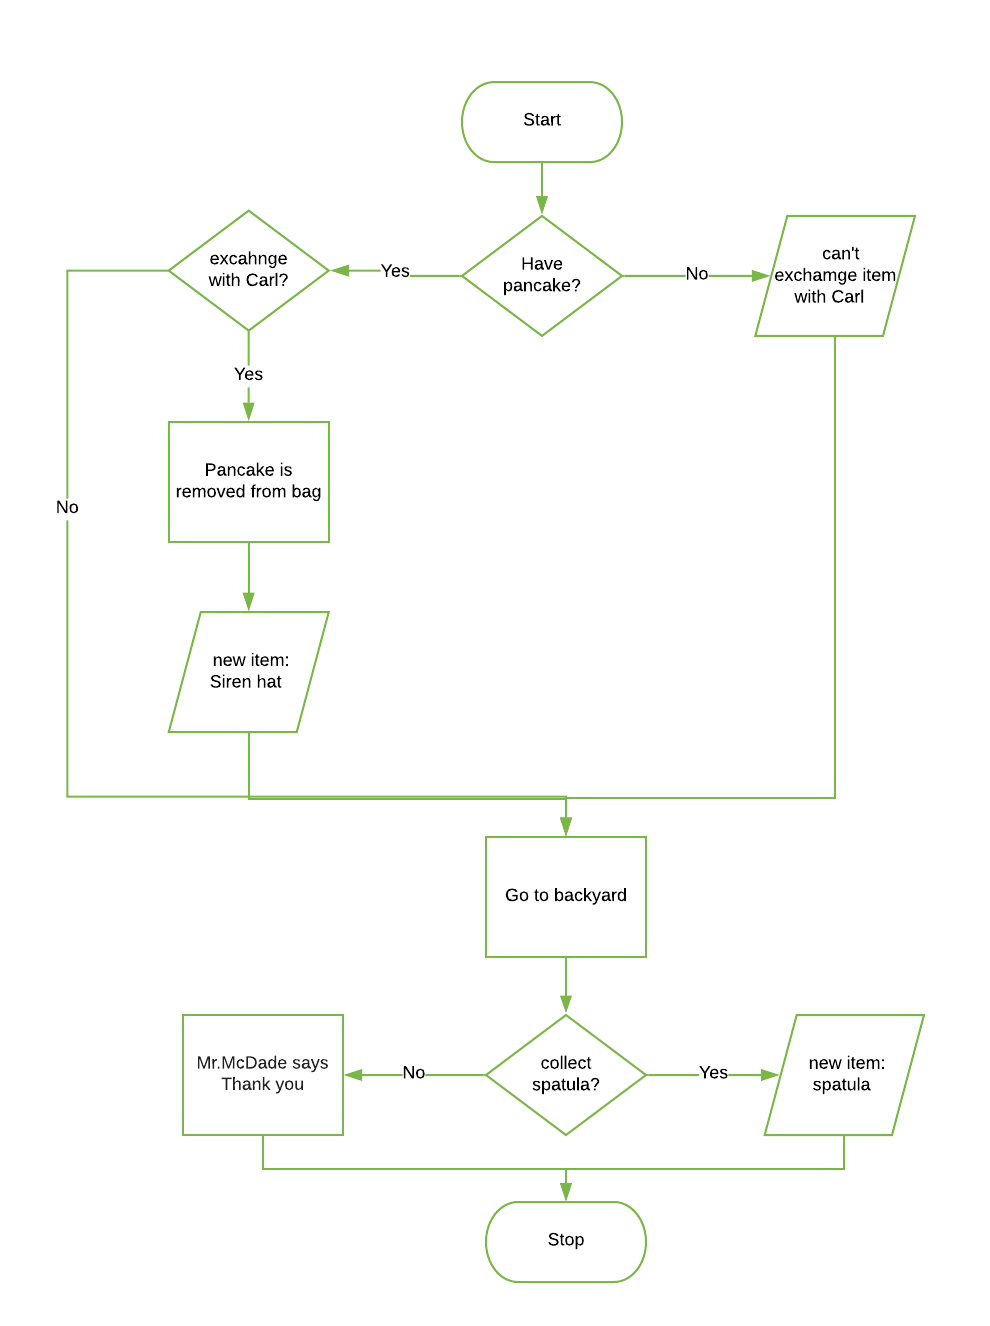 Start
excahnge
with Carl?
Yes
Have
pancake?
No
can't
exchamge item
with Carl
Yes
Pancake is
removed from bag
No
new item:
Siren hat
Go to backyard
Mr.McDade says
Thank you
No
collect
spatula?
Yes
new item:
spatula
Stop